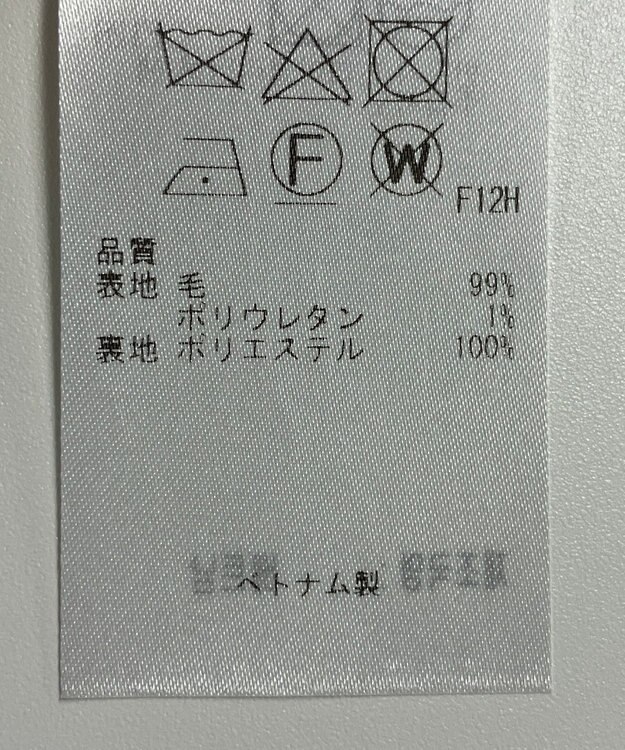 F W F12H
品質
表地 毛 99%
ポリウレタン 1%
裏地 ポリエステル 100%
ベトナム製